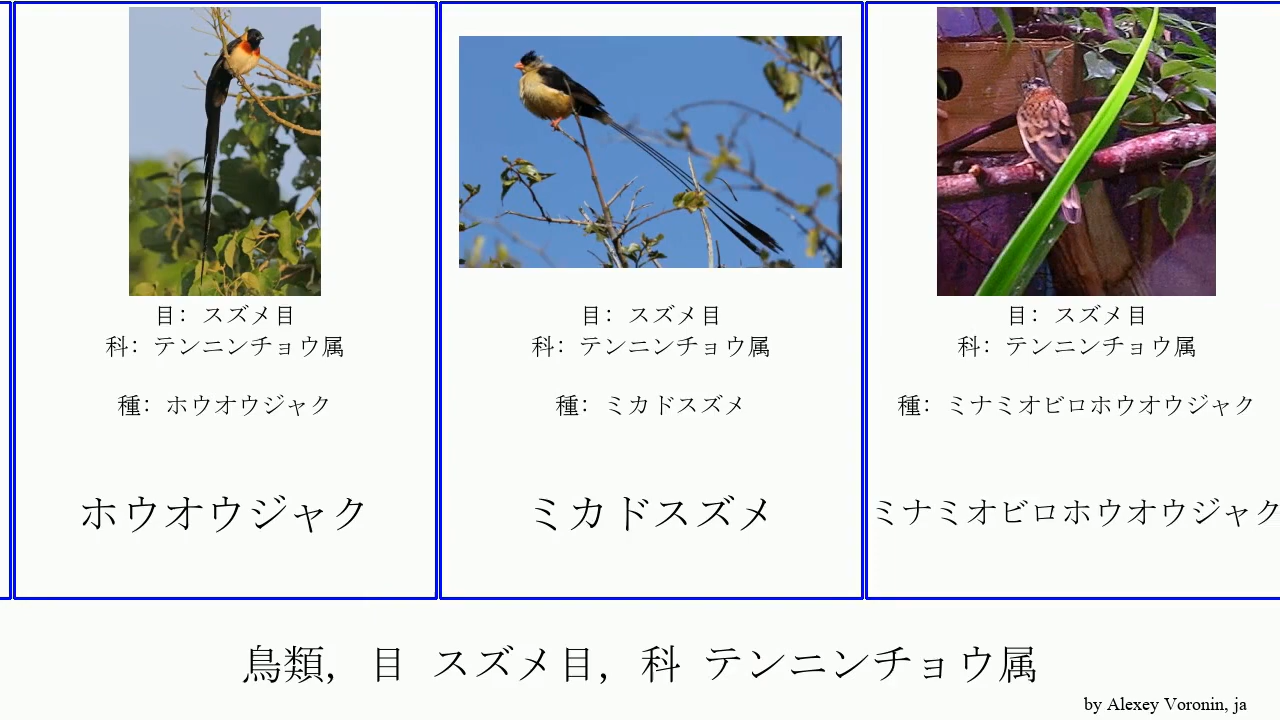 目: スズメ目
科: テンニンチョウ属
種: ホウオウジャク
ホウオウジャク
目: スズメ目
科: テンニンチョウ属
種: ミカドスズメ
ミカドスズメ
目: スズメ目
科: テンニンチョウ属
種: ミナミオビロホウオウジャク
ミナミオビロホウオウジャク
鳥類, 目 スズメ目, 科 テンニンチョウ属
by Alexey Voronin, ja